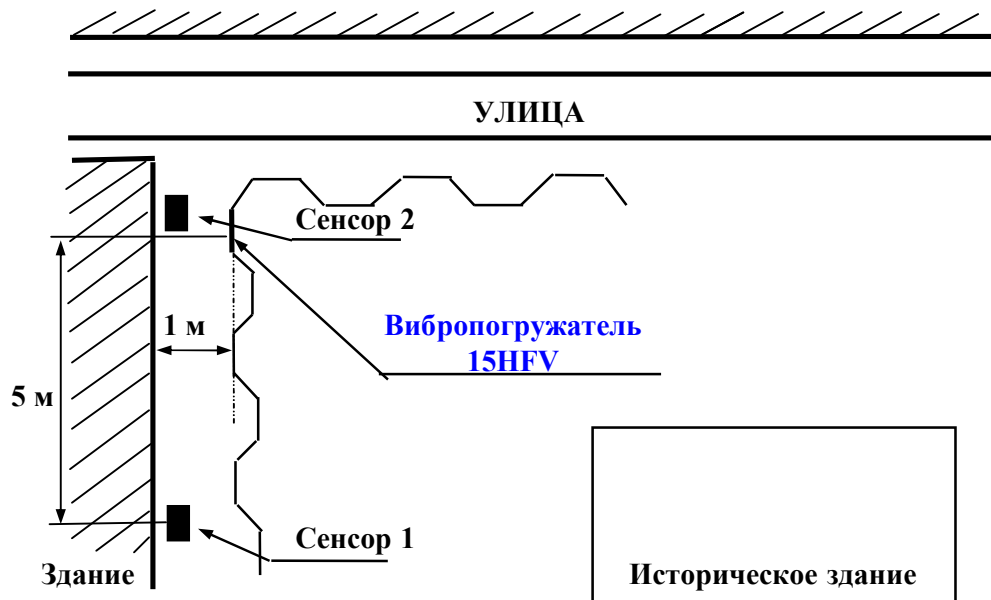 УЛИЦА
Сенсор 2
Вибропогружатель
15HFV
1 м
5 м
Сенсор 1
Здание
Историческое здание